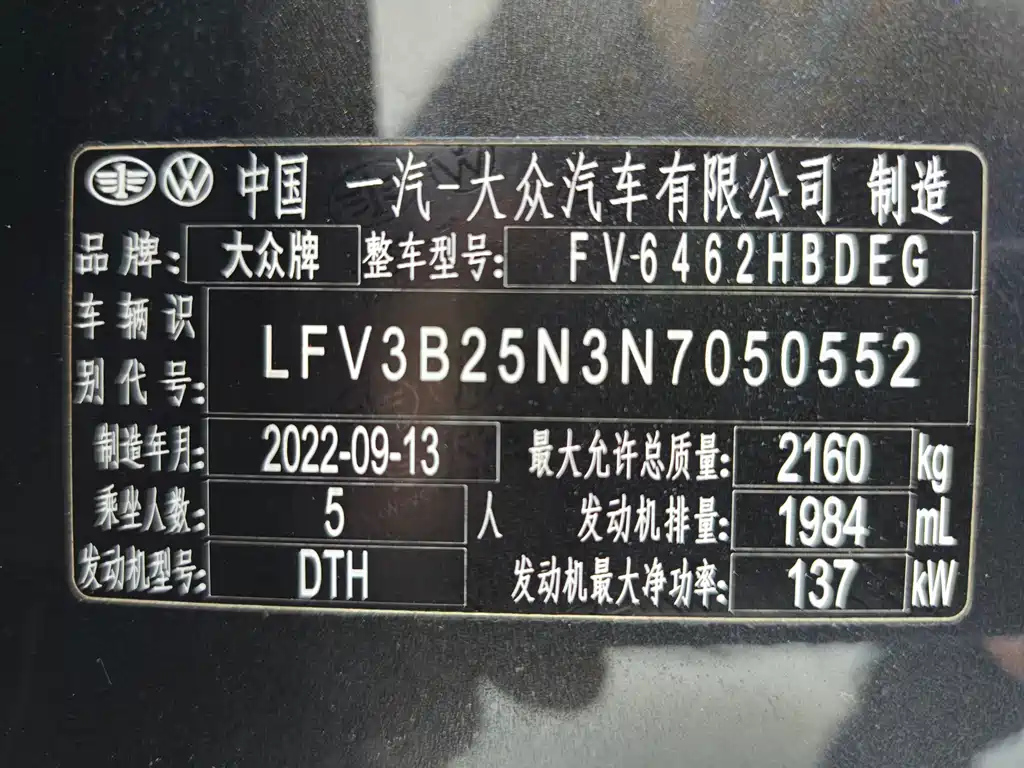 中国 一汽-大众汽车有限公司 制造
品牌: 大众牌 整车型号: FV6462HBDEG
车辆识别代号: LFV3B25N3N7050552
制造年月: 2022-09-13 最大允许总质量: 2160 kg
乘坐人数: 5 人 发动机排量: 1984 mL
发动机型号: DTH 发动机最大净功率: 137 kW